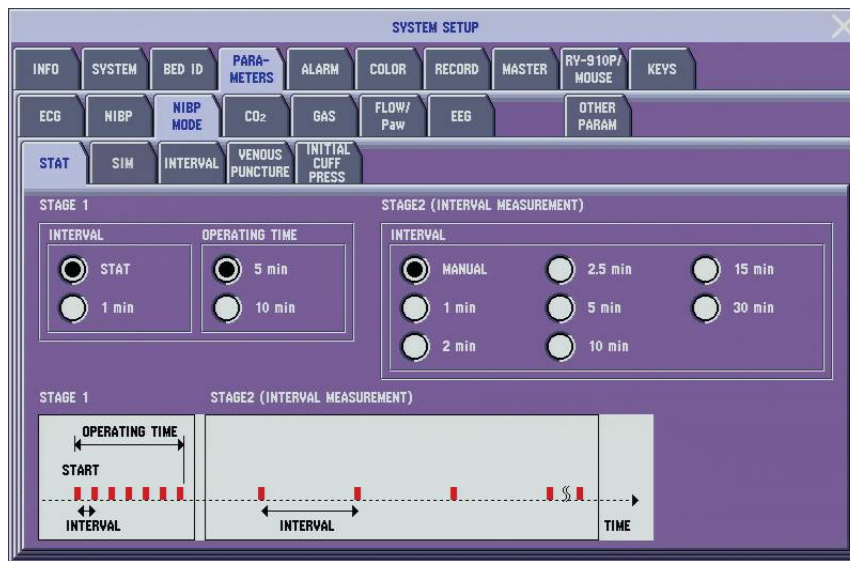 SYSTEM SETUP
INFO SYSTEM BED ID PARA-METERS ALARM COLOR RECORD MASTER RY-910P/MOUSE KEYS
ECG NIBP NIBP MODE CO₂ GAS FLOW/Paw EEG OTHER PARAM
STAT SIM INTERVAL VENOUS PUNCTURE INITIAL CUFF PRESS
STAGE 1 STAGE2 (INTERVAL MEASUREMENT)
INTERVAL OPERATING TIME INTERVAL
STAT 5 min MANUAL 2.5 min 15 min
1 min 10 min 1 min 5 min 30 min
2 min 10 min
STAGE 1 STAGE2 (INTERVAL MEASUREMENT)
OPERATING TIME
START
INTERVAL INTERVAL TIME